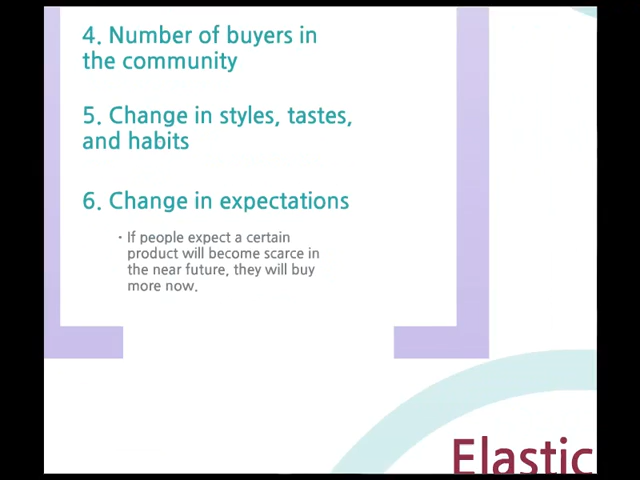 4. Number of buyers in
the community
5. Change in styles, tastes,
and habits
6. Change in expectations
· If people expect a certain
product will become scarce in
the near future, they will buy
more now.
Elastic